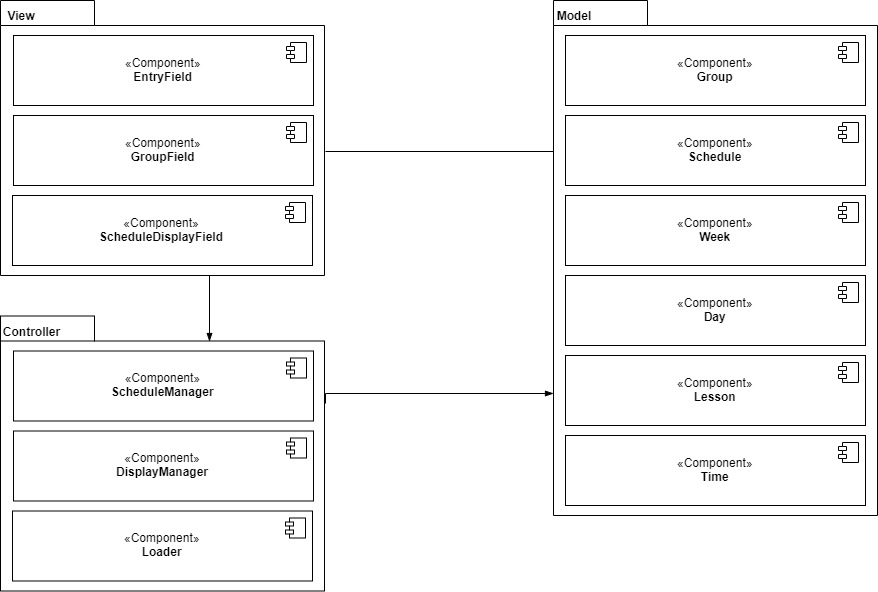 View
«Component»
EntryField
«Component»
GroupField
«Component»
ScheduleDisplayField
Controller
«Component»
ScheduleManager
«Component»
DisplayManager
«Component»
Loader
Model
«Component»
Group
«Component»
Schedule
«Component»
Week
«Component»
Day
«Component»
Lesson
«Component»
Time